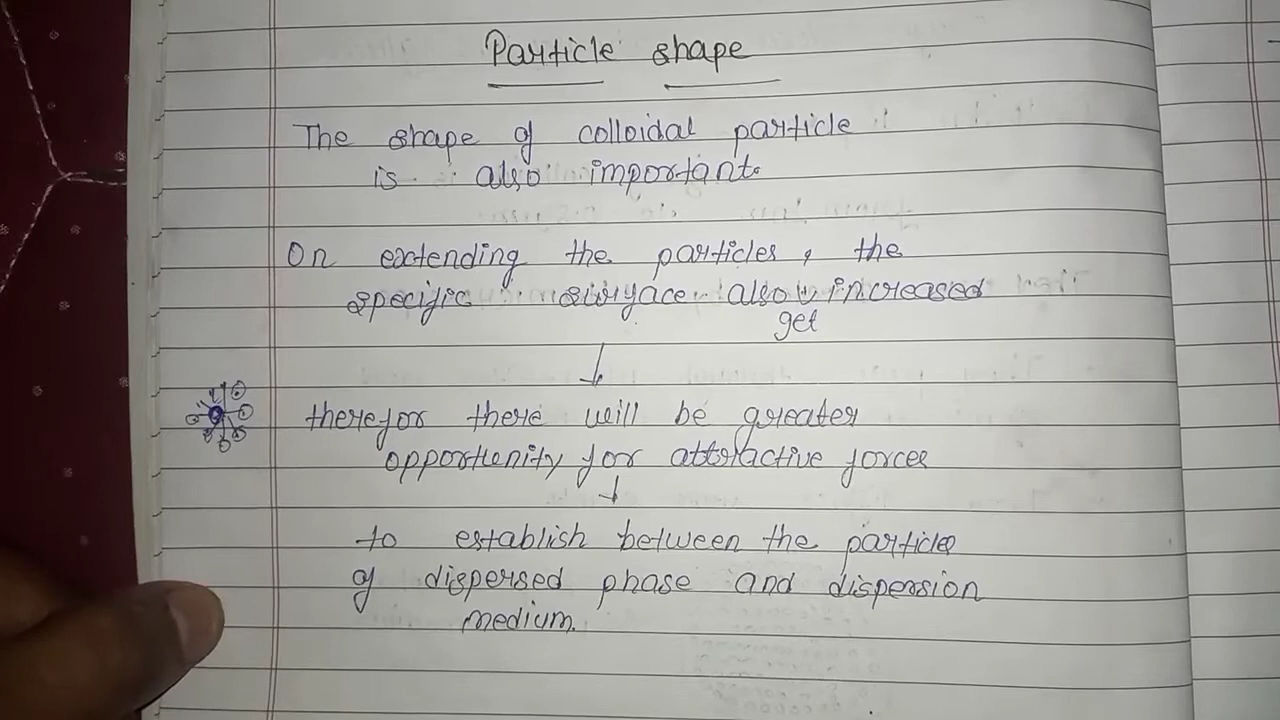 Particle shape
The shape of colloidal particle
is also important.
On extending the particles, the
specific surface also increased
get
therefor there will be greater
opportunity for attractive forces
to establish between the particles
of dispersed phase and dispersion
medium.